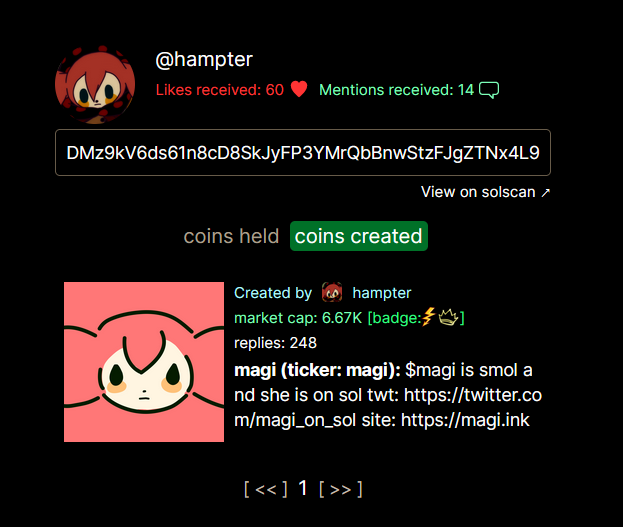 @hampter
Likes received: 60 Mentions received: 14
DMz9kV6ds61n8cD8SkJyFP3YMrQbBnwStzFJgZTNx4L9
View on solscan ↗
coins held coins created
Created by hampter
market cap: 6.67K [badge:⚡👑]
replies: 248
magi (ticker: magi): $magi is smol a
nd she is on sol twt: https://twitter.co
m/magi_on_sol site: https://magi.ink
[ << ] 1 [ >> ]